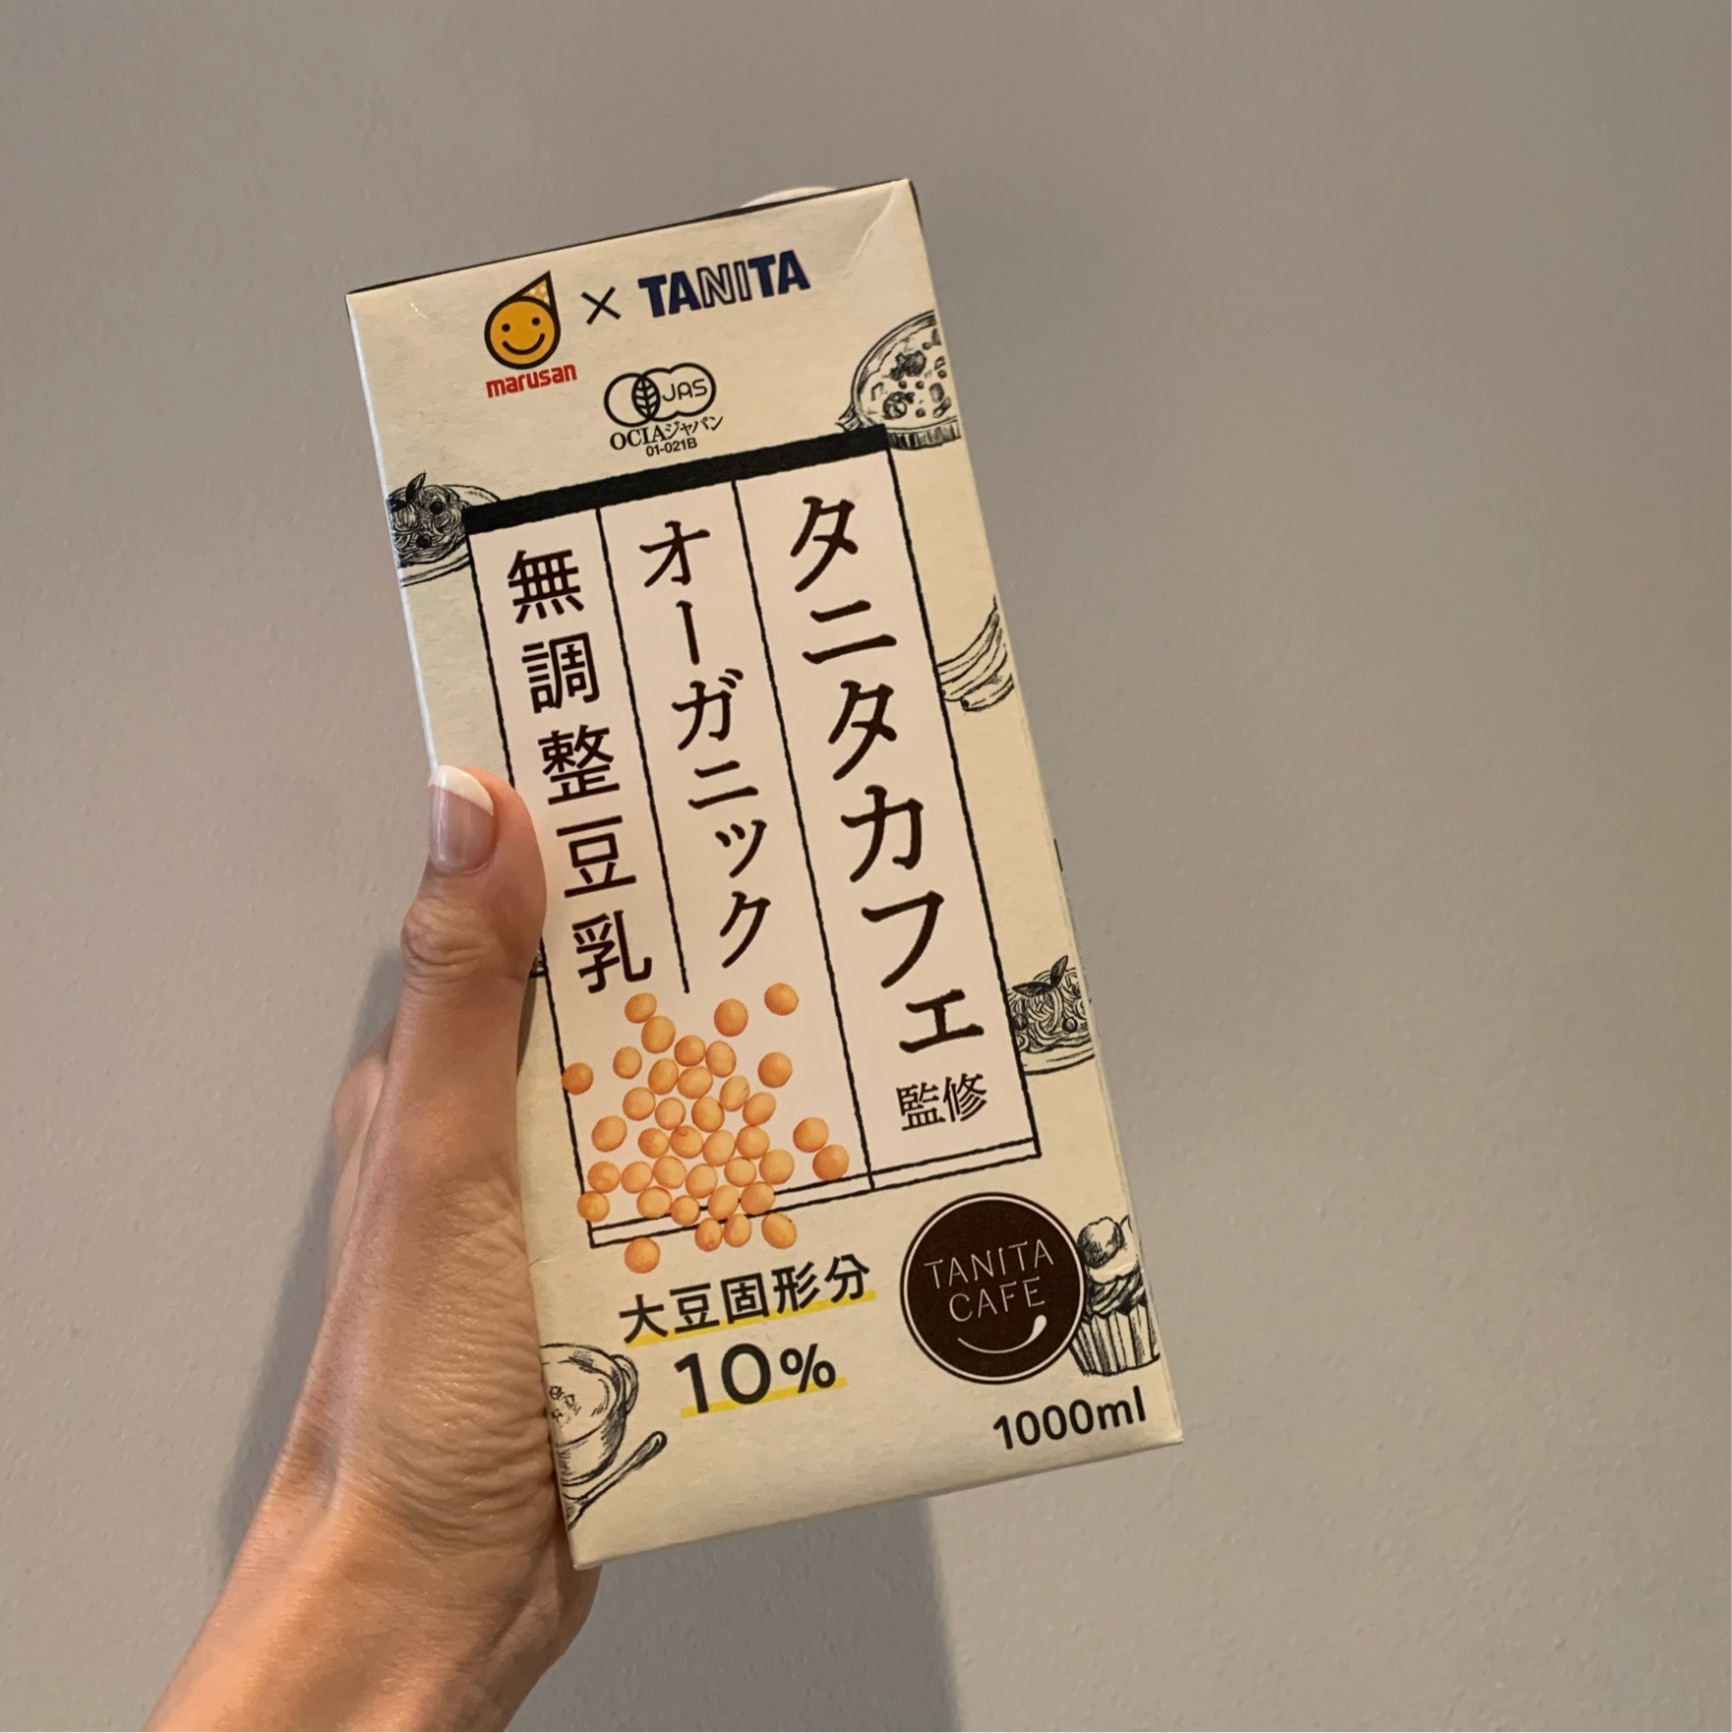 marusan × TANITA
JAS
OCIAジャパン
01-021B
タニタカフェ監修
オーガニック
無調整豆乳
大豆固形分
10%
TANITA
CAFE
1000ml